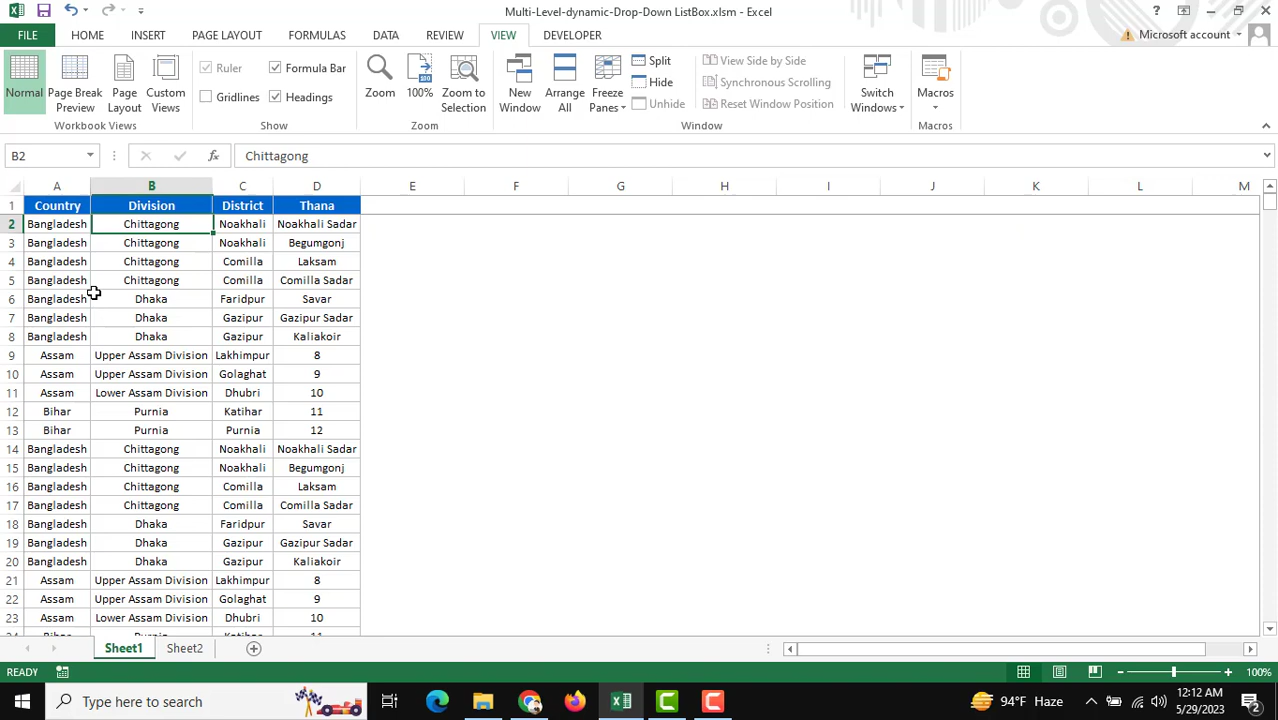 Multi-Level-dynamic-Drop-Down ListBox.xlsm - Excel
?
FILE HOME INSERT PAGE LAYOUT FORMULAS DATA REVIEW VIEW DEVELOPER Microsoft account
Normal
Page Break Preview
Page Layout
Custom Views
Ruler
Formula Bar
Gridlines
Headings
Zoom
100%
Zoom to Selection
New Window
Arrange All
Freeze Panes
Split
Hide
Unhide
View Side by Side
Synchronous Scrolling
Reset Window Position
Switch Windows
Macros
Workbook Views Show Zoom Window Macros
B2 fx Chittagong
A B C D E F G H I J K L M
1 Country Division District Thana
2 Bangladesh Chittagong Noakhali Noakhali Sadar
3 Bangladesh Chittagong Noakhali Begumgonj
4 Bangladesh Chittagong Comilla Laksam
5 Bangladesh Chittagong Comilla Comilla Sadar
6 Bangladesh Dhaka Faridpur Savar
7 Bangladesh Dhaka Gazipur Gazipur Sadar
8 Bangladesh Dhaka Gazipur Kaliakoir
9 Assam Upper Assam Division Lakhimpur 8
10 Assam Upper Assam Division Golaghat 9
11 Assam Lower Assam Division Dhubri 10
12 Bihar Purnia Katihar 11
13 Bihar Purnia Purnia 12
14 Bangladesh Chittagong Noakhali Noakhali Sadar
15 Bangladesh Chittagong Noakhali Begumgonj
16 Bangladesh Chittagong Comilla Laksam
17 Bangladesh Chittagong Comilla Comilla Sadar
18 Bangladesh Dhaka Faridpur Savar
19 Bangladesh Dhaka Gazipur Gazipur Sadar
20 Bangladesh Dhaka Gazipur Kaliakoir
21 Assam Upper Assam Division Lakhimpur 8
22 Assam Upper Assam Division Golaghat 9
23 Assam Lower Assam Division Dhubri 10
24 Bihar Purnia Katihar 11
Sheet1 Sheet2
READY 100%
Type here to search
94°F Haze
12:12 AM
5/29/2023
2